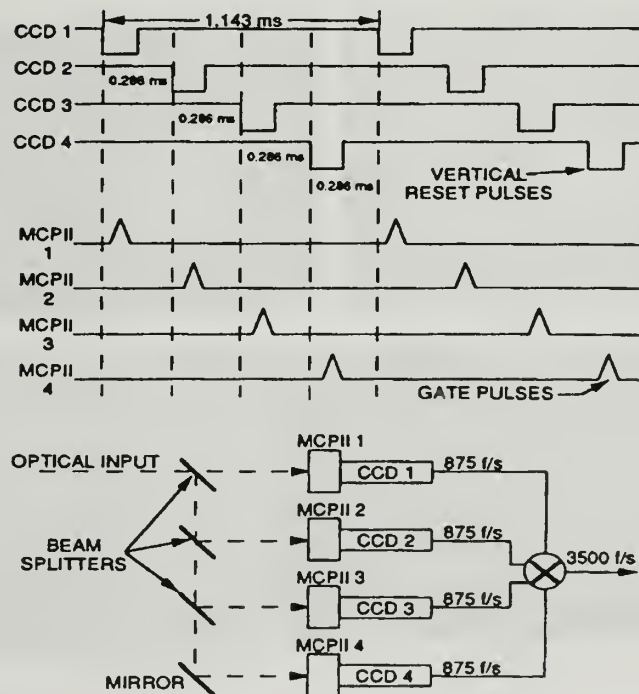 1.143 ms
CCD 1
CCD 2
0.286 ms
CCD 3
0.286 ms
CCD 4
0.286 ms
0.286 ms
VERTICAL
RESET PULSES
MCPII
1
MCPII
2
MCPII
3
MCPII
4
GATE PULSES
MCPII 1
OPTICAL INPUT
875 f/s
CCD 1
MCPII 2
875 f/s
CCD 2
BEAM
SPLITTERS
3500 f/s
MCPII 3
875 f/s
CCD 3
MCPII 4
875 f/s
MIRROR
CCD 4